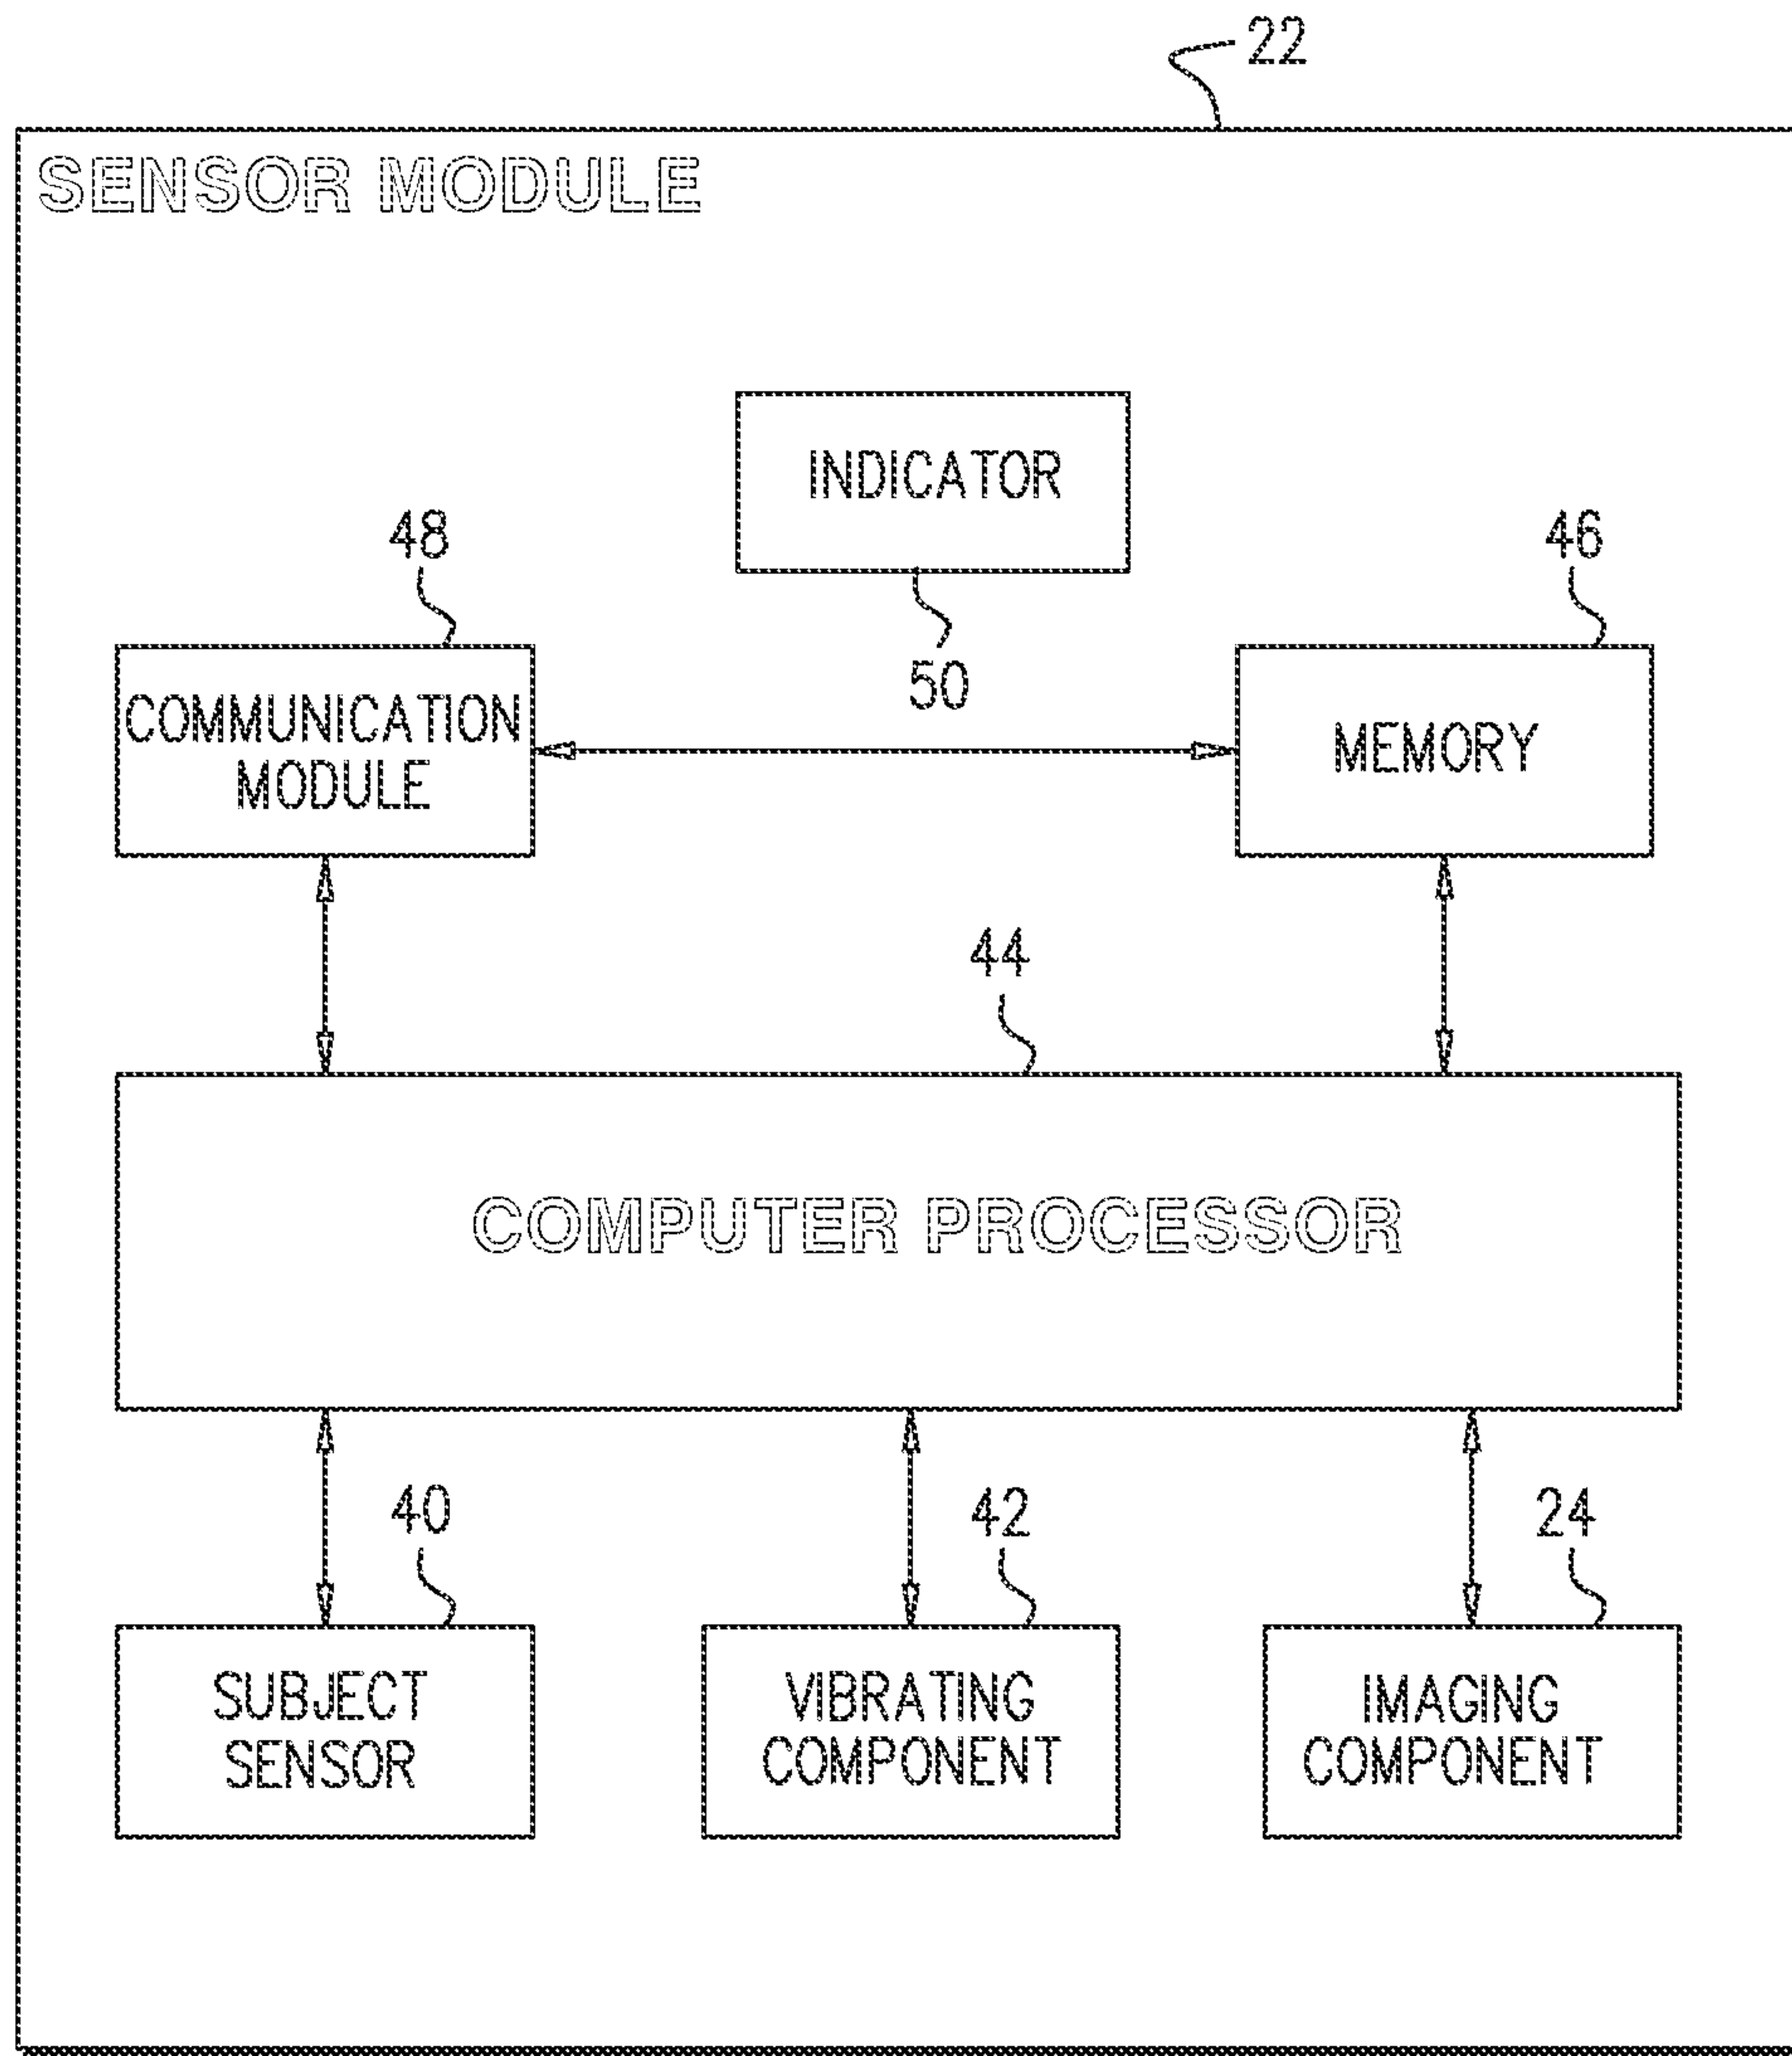 22
SENSOR MODULE
INDICATOR
50
48
COMMUNICATION
MODULE
46
MEMORY
44
COMPUTER PROCESSOR
40
SUBJECT
SENSOR
42
VIBRATING
COMPONENT
24
IMAGING
COMPONENT